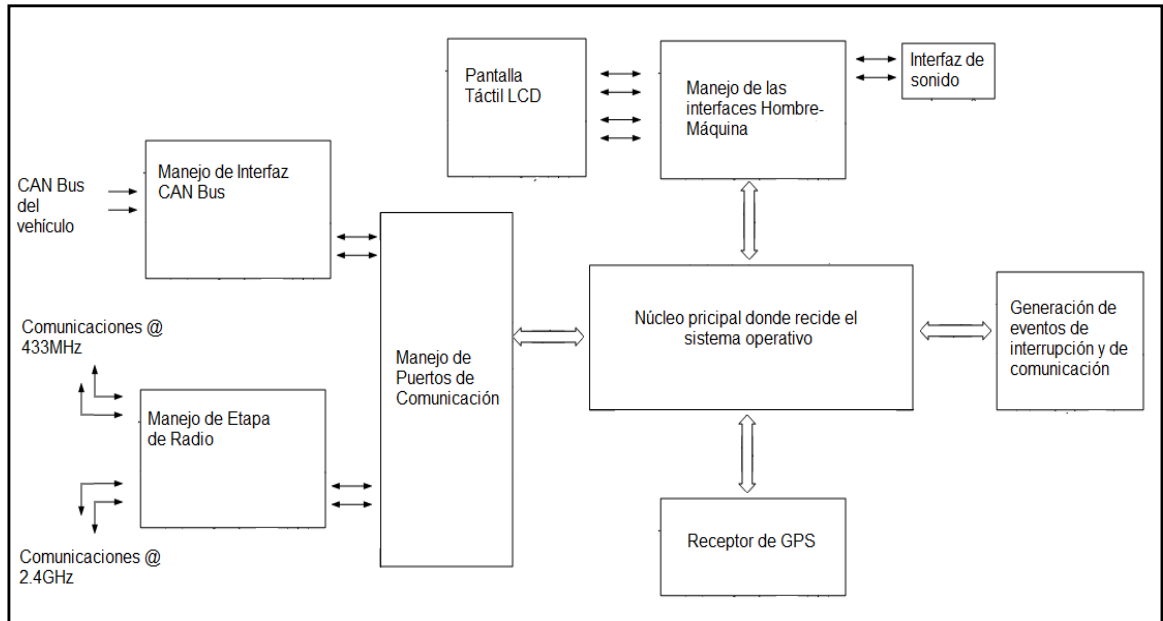 Pantalla
Táctil LCD
Manejo de las
interfaces Hombre-
Máquina
Interfaz de
sonido
Manejo de Interfaz
CAN Bus
CAN Bus
del
vehículo
Comunicaciones @
433MHz
Manejo de Etapa
de Radio
Comunicaciones @
2.4GHz
Manejo de
Puertos de
Comunicación
Núcleo pricipal donde recide el
sistema operativo
Generación de
eventos de
interrupción y de
comunicación
Receptor de GPS